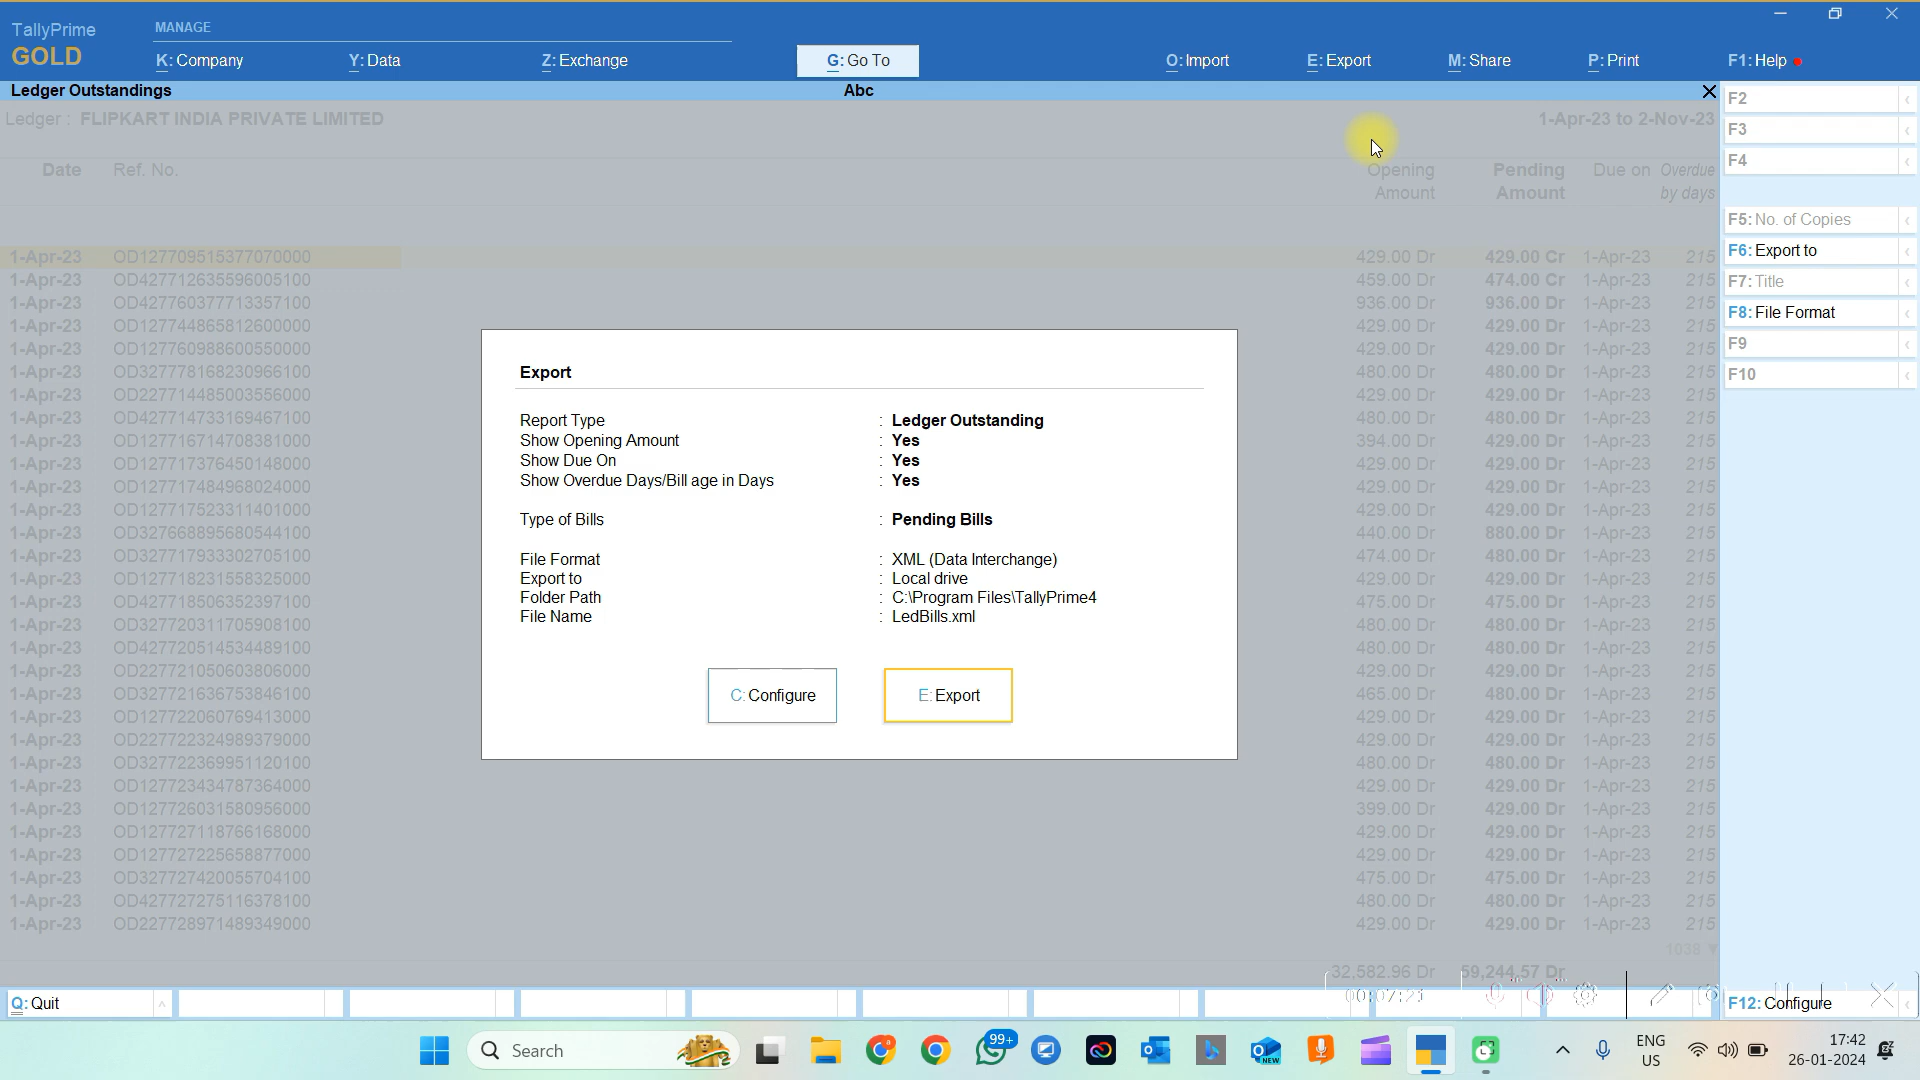 TallyPrime
GOLD
MANAGE
K: Company
Y: Data
Z: Exchange
G: Go To
O: Import
E: Export
M: Share
P: Print
F1: Help
Ledger Outstandings
Abc
Ledger : FLIPKART INDIA PRIVATE LIMITED
1-Apr-23 to 2-Nov-23
Date Ref. No. Opening Amount Pending Amount Due on Overdue by days
1-Apr-23 OD127709515377070000 429.00 Dr 429.00 Cr 1-Apr-23 215
1-Apr-23 OD427712635596005100 459.00 Dr 474.00 Cr 1-Apr-23 215
1-Apr-23 OD427760377713357100 936.00 Dr 936.00 Dr 1-Apr-23 215
1-Apr-23 OD127744865812600000 429.00 Dr 429.00 Dr 1-Apr-23 215
1-Apr-23 OD127760988600550000 429.00 Dr 429.00 Dr 1-Apr-23 215
1-Apr-23 OD327778168230966100 480.00 Dr 480.00 Dr 1-Apr-23 215
1-Apr-23 OD227714485003556000 429.00 Dr 429.00 Dr 1-Apr-23 215
1-Apr-23 OD427714733169467100 480.00 Dr 480.00 Dr 1-Apr-23 215
1-Apr-23 OD127716714708381000 394.00 Dr 429.00 Dr 1-Apr-23 215
1-Apr-23 OD127717376450148000 429.00 Dr 429.00 Dr 1-Apr-23 215
1-Apr-23 OD127717484968024000 429.00 Dr 429.00 Dr 1-Apr-23 215
1-Apr-23 OD127717523311401000 429.00 Dr 429.00 Dr 1-Apr-23 215
1-Apr-23 OD327668895680544100 440.00 Dr 880.00 Dr 1-Apr-23 215
1-Apr-23 OD327717933302705100 474.00 Dr 480.00 Dr 1-Apr-23 215
1-Apr-23 OD127718231558325000 429.00 Dr 429.00 Dr 1-Apr-23 215
1-Apr-23 OD427718506352397100 475.00 Dr 475.00 Dr 1-Apr-23 215
1-Apr-23 OD327720311705908100 480.00 Dr 480.00 Dr 1-Apr-23 215
1-Apr-23 OD427720514534489100 480.00 Dr 480.00 Dr 1-Apr-23 215
1-Apr-23 OD227721050603806000 429.00 Dr 429.00 Dr 1-Apr-23 215
1-Apr-23 OD327721636753846100 465.00 Dr 480.00 Dr 1-Apr-23 215
1-Apr-23 OD127722060769413000 429.00 Dr 429.00 Dr 1-Apr-23 215
1-Apr-23 OD227722324989379000 429.00 Dr 429.00 Dr 1-Apr-23 215
1-Apr-23 OD327722369951120100 480.00 Dr 480.00 Dr 1-Apr-23 215
1-Apr-23 OD127723434787364000 429.00 Dr 429.00 Dr 1-Apr-23 215
1-Apr-23 OD127726031580956000 399.00 Dr 429.00 Dr 1-Apr-23 215
1-Apr-23 OD127727118766168000 429.00 Dr 429.00 Dr 1-Apr-23 215
1-Apr-23 OD127727225658877000 429.00 Dr 429.00 Dr 1-Apr-23 215
1-Apr-23 OD327727420055704100 475.00 Dr 475.00 Dr 1-Apr-23 215
1-Apr-23 OD427727275116378100 480.00 Dr 480.00 Dr 1-Apr-23 215
1-Apr-23 OD227728971489349000 429.00 Dr 429.00 Dr 1-Apr-23 215
1038
32,582.96 Dr 59,244.57 Dr
00:07:21
Export
Report Type : Ledger Outstanding
Show Opening Amount : Yes
Show Due On : Yes
Show Overdue Days/Bill age in Days : Yes
Type of Bills : Pending Bills
File Format : XML (Data Interchange)
Export to : Local drive
Folder Path : C:\Program Files\TallyPrime4
File Name : LedBills.xml
C: Configure
E: Export
F2
F3
F4
F5: No. of Copies
F6: Export to
F7: Title
F8: File Format
F9
F10
F12: Configure
Q: Quit
Search
99+
NEW
ENG
US
17:42
26-01-2024